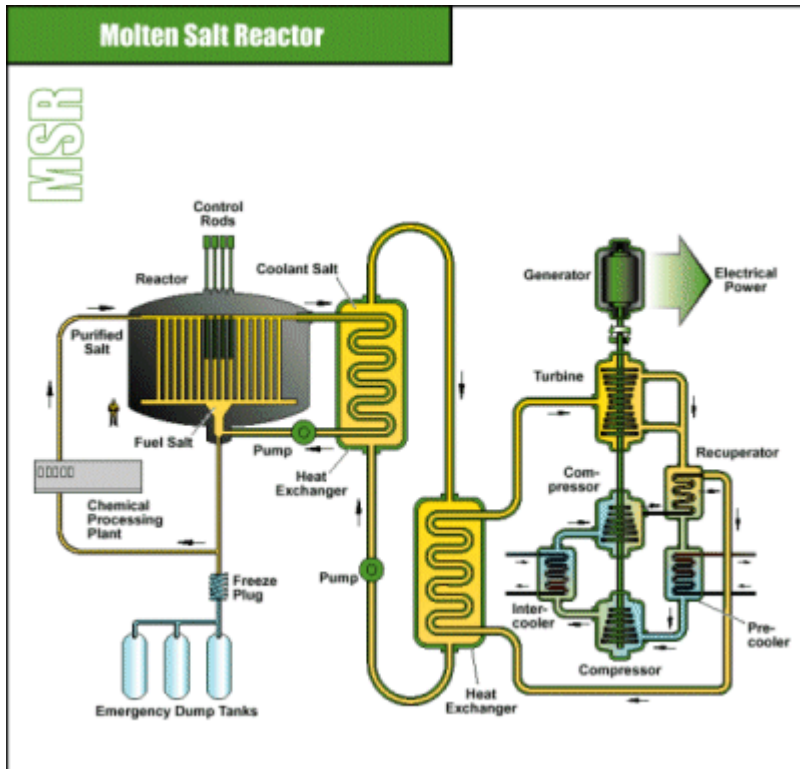 Molten Salt Reactor
MSR
Control
Rods
Reactor
Coolant Salt
Purified
Salt
Fuel Salt
Pump
Heat
Exchanger
Chemical
Processing
Plant
Freeze
Plug
Emergency Dump Tanks
Pump
Heat
Exchanger
Generator
Electrical
Power
Turbine
Recuperator
Com-
pressor
Inter-
cooler
Pre-
cooler
Compressor